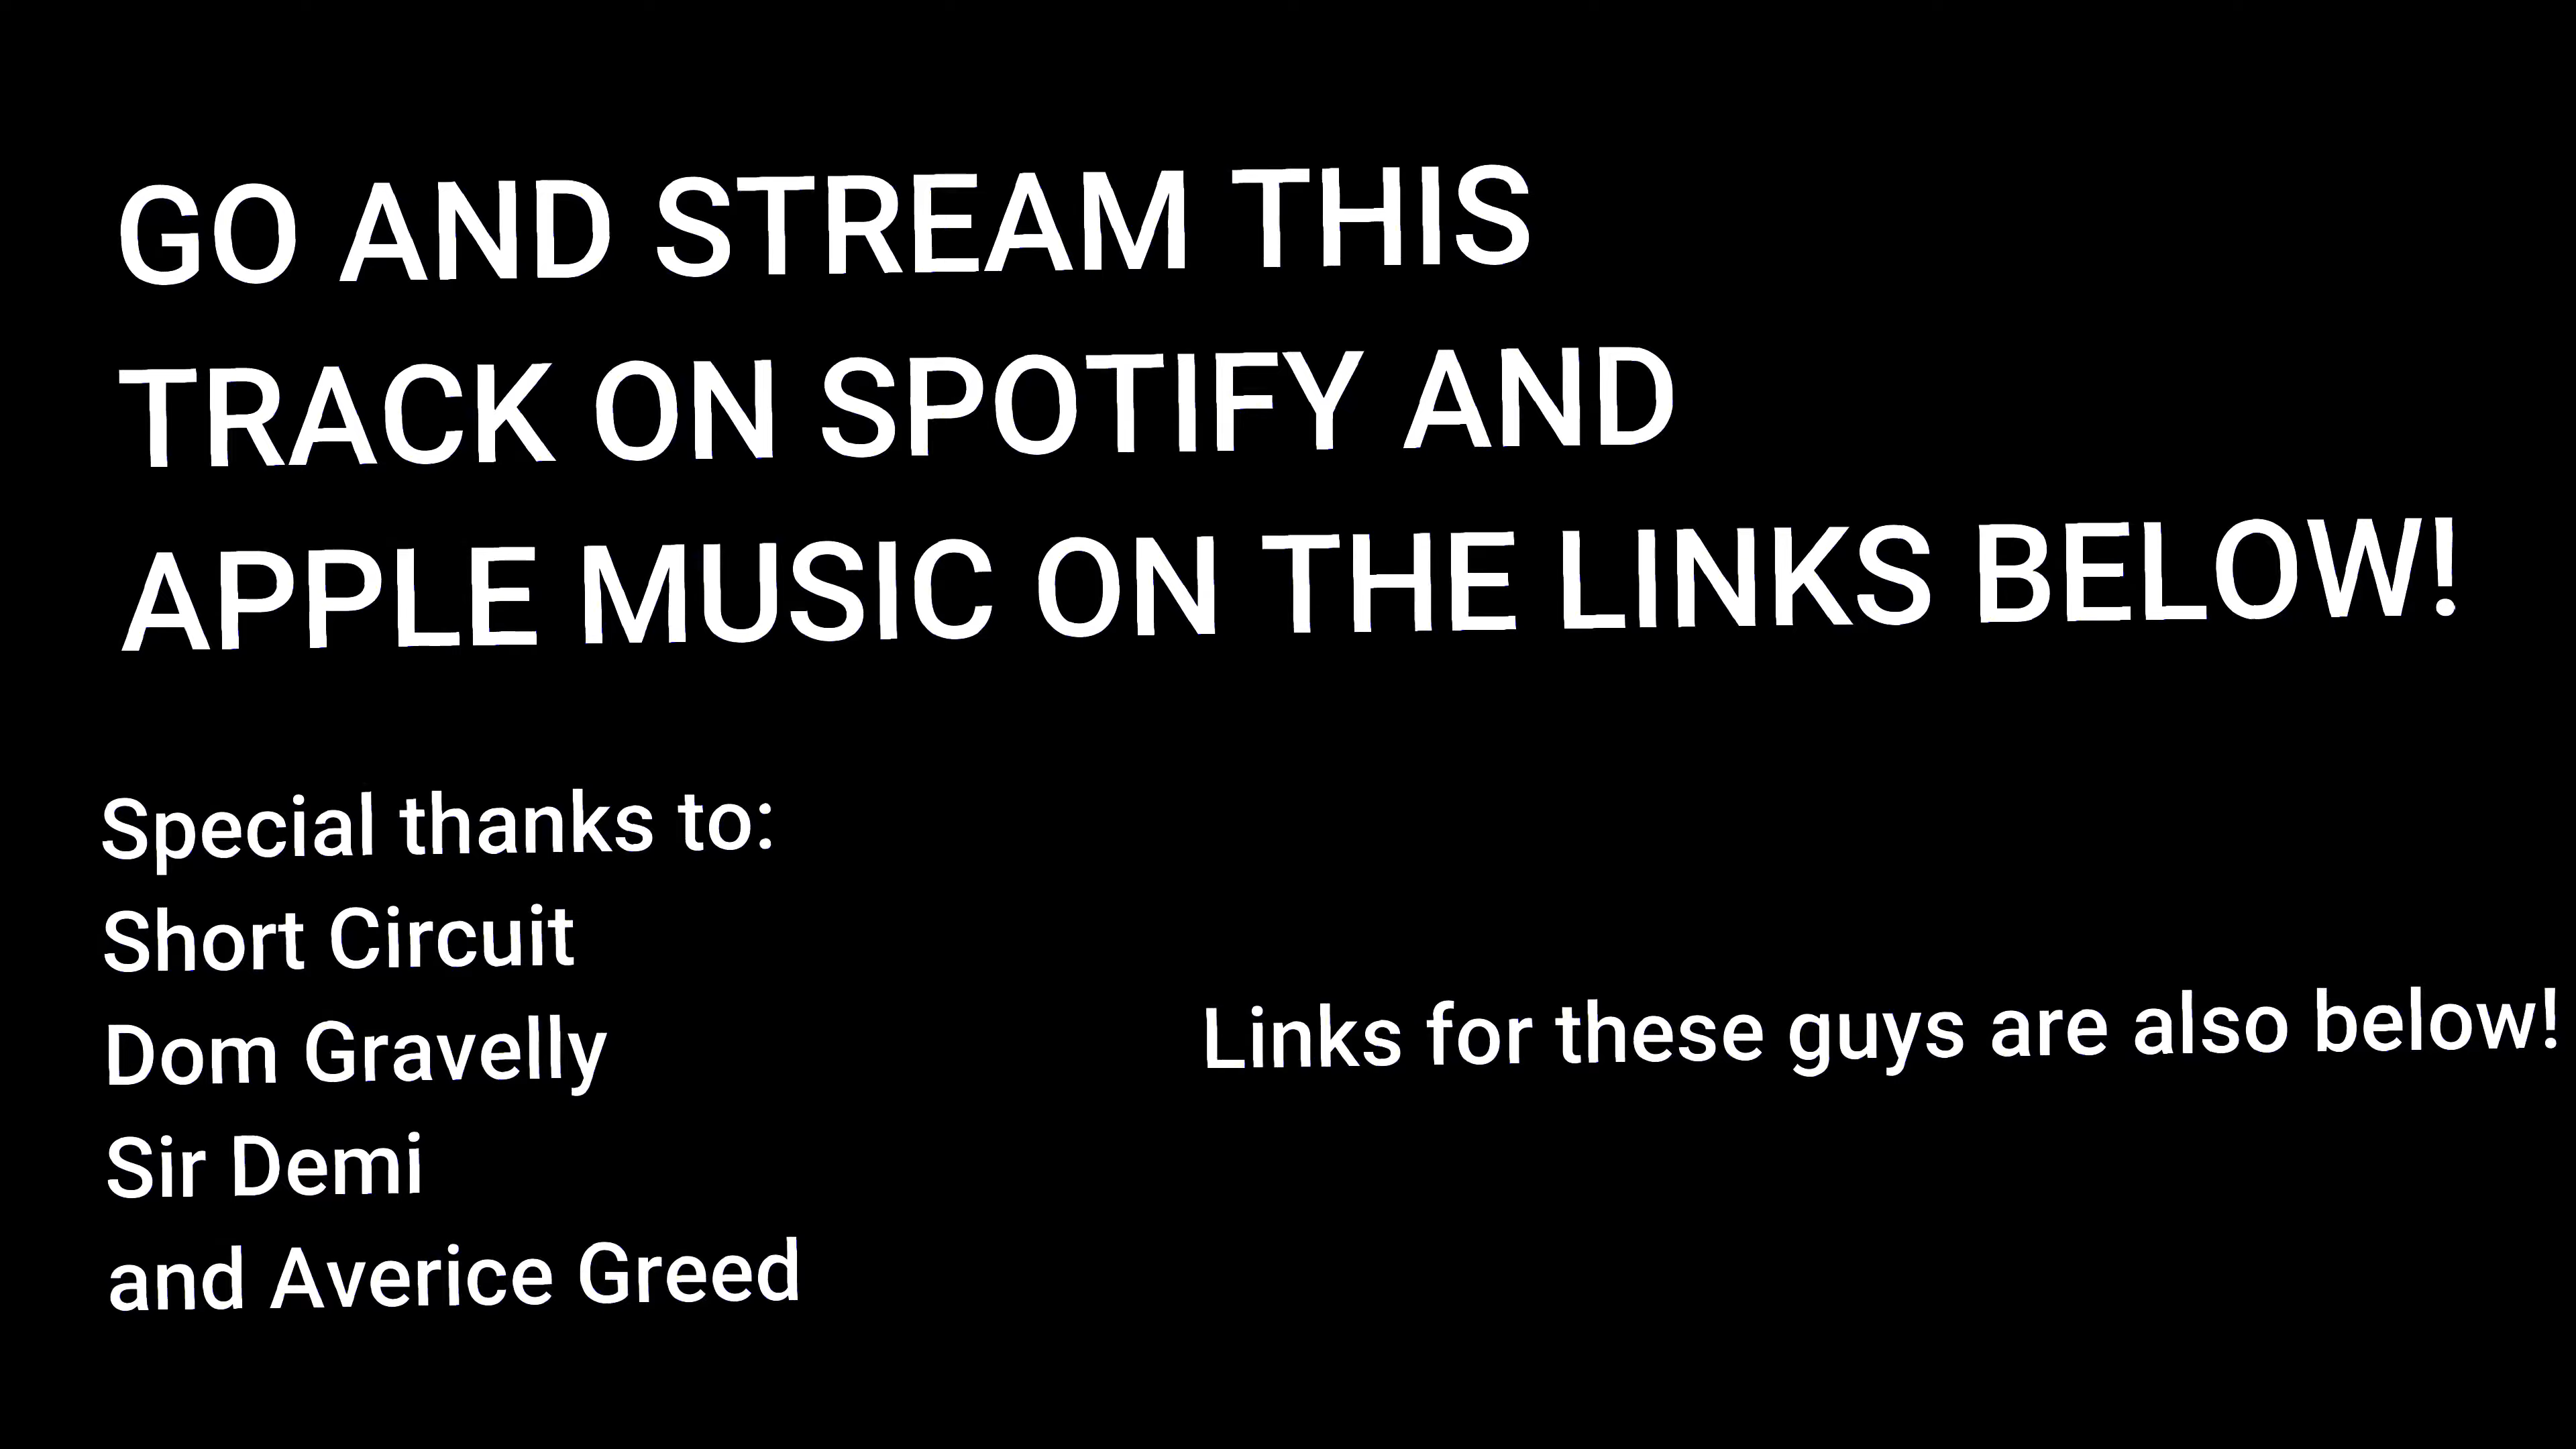 GO AND STREAM THIS
TRACK ON SPOTIFY AND
APPLE MUSIC ON THE LINKS BELOW!
Special thanks to:
Short Circuit
Dom Gravelly
Sir Demi
and Averice Greed
Links for these guys are also below!